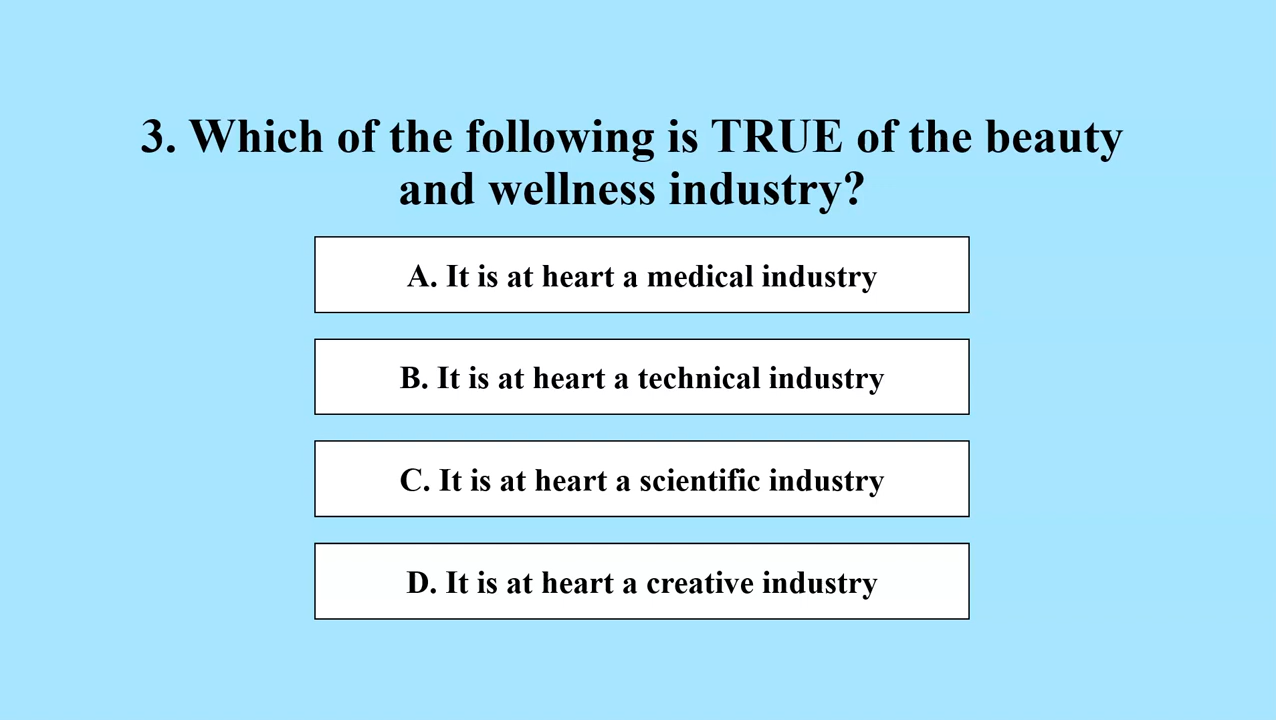 3. Which of the following is TRUE of the beauty
and wellness industry?
A. It is at heart a medical industry
B. It is at heart a technical industry
C. It is at heart a scientific industry
D. It is at heart a creative industry